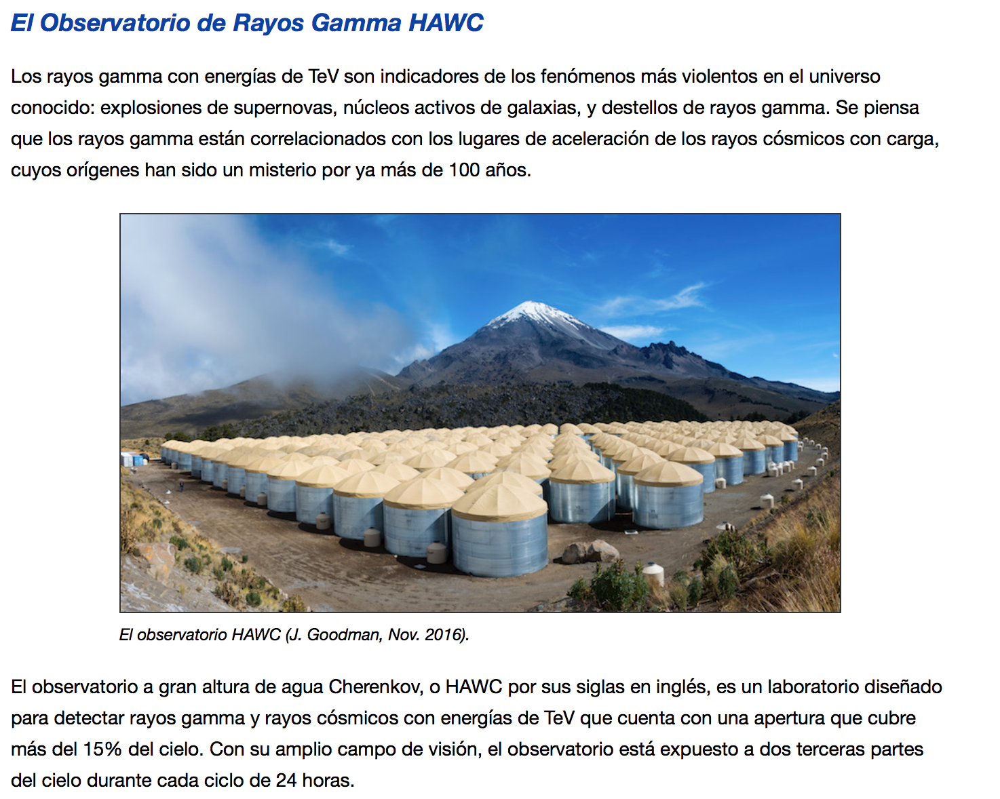 El Observatorio de Rayos Gamma HAWC
Los rayos gamma con energías de TeV son indicadores de los fenómenos más violentos en el universo
conocido: explosiones de supernovas, núcleos activos de galaxias, y destellos de rayos gamma. Se piensa
que los rayos gamma están correlacionados con los lugares de aceleración de los rayos cósmicos con carga,
cuyos orígenes han sido un misterio por ya más de 100 años.
El observatorio HAWC (J. Goodman, Nov. 2016).
El observatorio a gran altura de agua Cherenkov, o HAWC por sus siglas en inglés, es un laboratorio diseñado
para detectar rayos gamma y rayos cósmicos con energías de TeV que cuenta con una apertura que cubre
más del 15% del cielo. Con su amplio campo de visión, el observatorio está expuesto a dos terceras partes
del cielo durante cada ciclo de 24 horas.